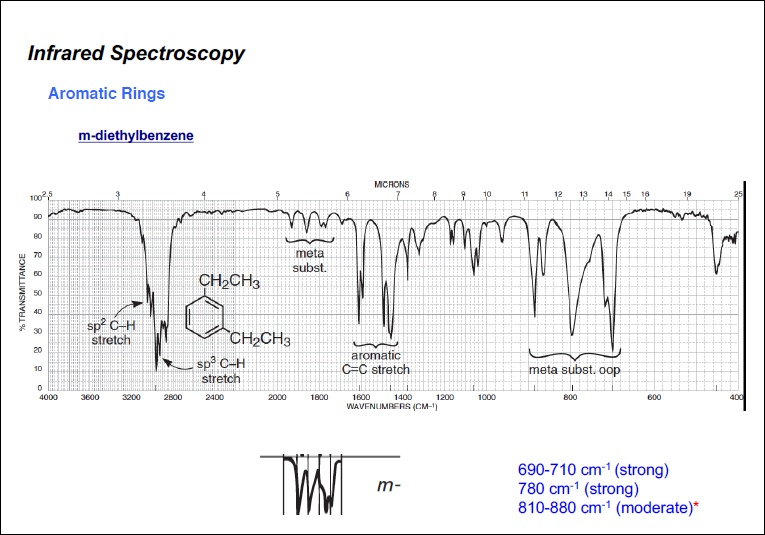 Infrared Spectroscopy
Aromatic Rings
m-diethylbenzene
MICRONS
2.5 3 4 5 6 7 8 9 10 11 12 13 14 15 16 19 25
% TRANSMITTANCE
100
90
80
70
60
50
40
30
20
10
0
meta
subst.
CH2CH3
CH2CH3
sp2 C–H
stretch
sp3 C–H
stretch
aromatic
C=C stretch
meta subst. oop
4000 3600 3200 2800 2400 2000 1800 1600 1400 1200 1000 800 600 400
WAVENUMBERS (CM–1)
m-
690-710 cm-1 (strong)
780 cm-1 (strong)
810-880 cm-1 (moderate)*